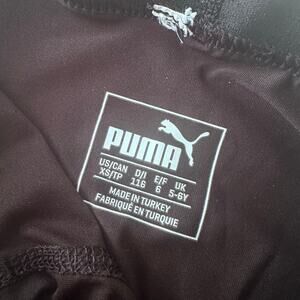 PUMA
US/CAN D/I E/F UK
XS/TP 116 6 5-6Y
MADE IN TURKEY
FABRIQUÉ EN TURQUIE